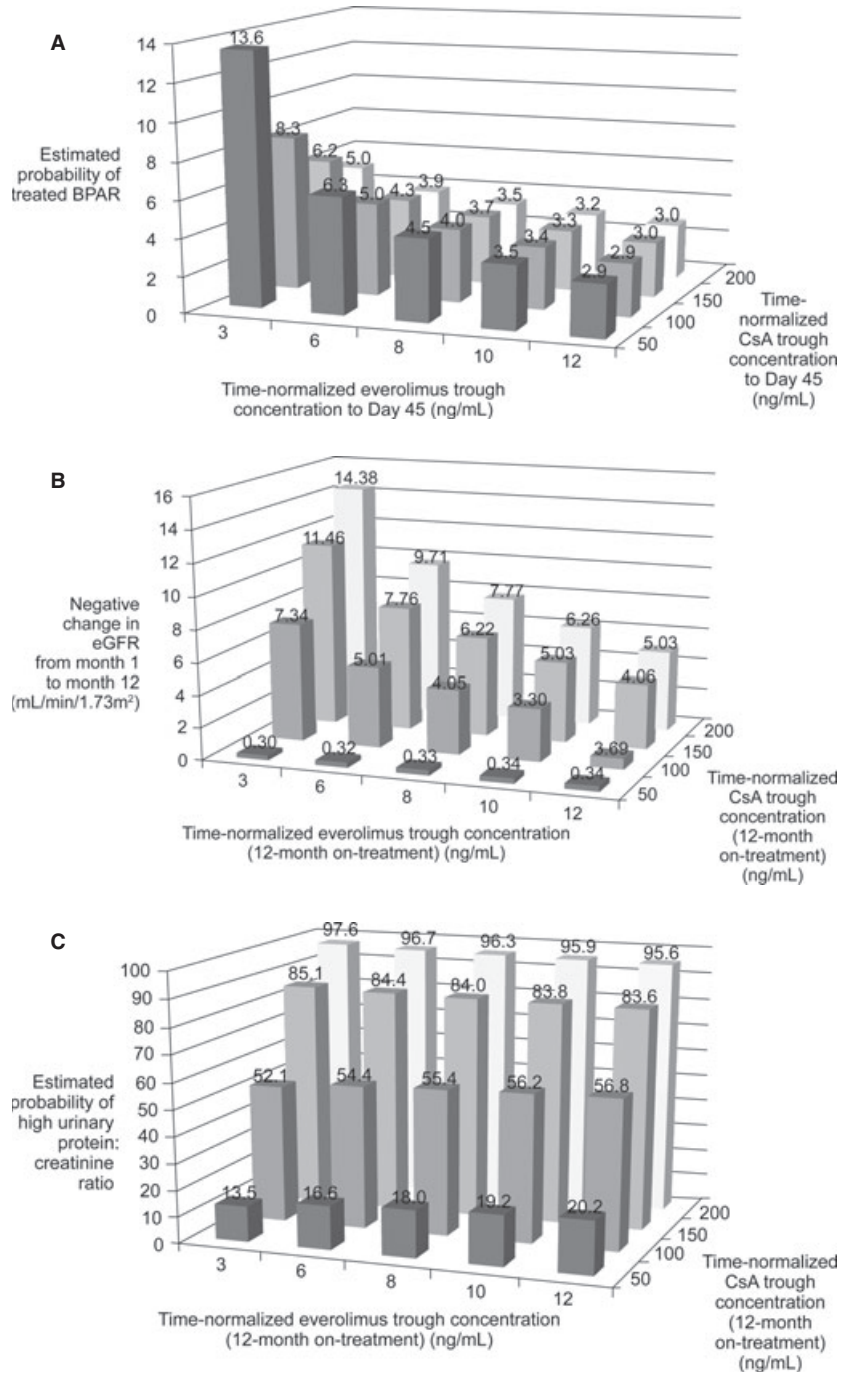 A
14
12
10
8
6
4
2
0
Estimated
probability of
treated BPAR
13.6
8.3
6.2
5.0
6.3
5.0
4.3
3.9
4.5
4.0
3.7
3.5
3.5
3.4
3.3
3.2
2.9
2.9
3.0
3.0
3
6
8
10
12
50
100
150
200
Time-normalized everolimus trough
concentration to Day 45 (ng/mL)
Time-
normalized
CsA trough
concentration
to Day 45
(ng/mL)
B
16
14
12
10
8
6
4
2
0
Negative
change in
eGFR
from month 1
to month 12
(mL/min/1.73m²)
14.38
11.46
7.34
0.30
9.71
7.76
5.01
0.32
7.77
6.22
4.05
0.33
6.26
5.03
3.30
0.34
5.03
4.06
3.69
0.34
3
6
8
10
12
50
100
150
200
Time-normalized everolimus trough concentration
(12-month on-treatment) (ng/mL)
Time-normalized
CsA trough
concentration
(12-month
on-treatment)
(ng/mL)
C
100
90
80
70
60
50
40
30
20
10
0
Estimated
probability of
high urinary
protein:
creatinine
ratio
97.6
85.1
52.1
13.5
96.7
84.4
54.4
16.6
96.3
84.0
55.4
18.0
95.9
83.8
56.2
19.2
95.6
83.6
56.8
20.2
3
6
8
10
12
50
100
150
200
Time-normalized everolimus trough concentration
(12-month on-treatment) (ng/mL)
Time-normalized
CsA trough
concentration
(12-month
on-treatment)
(ng/mL)